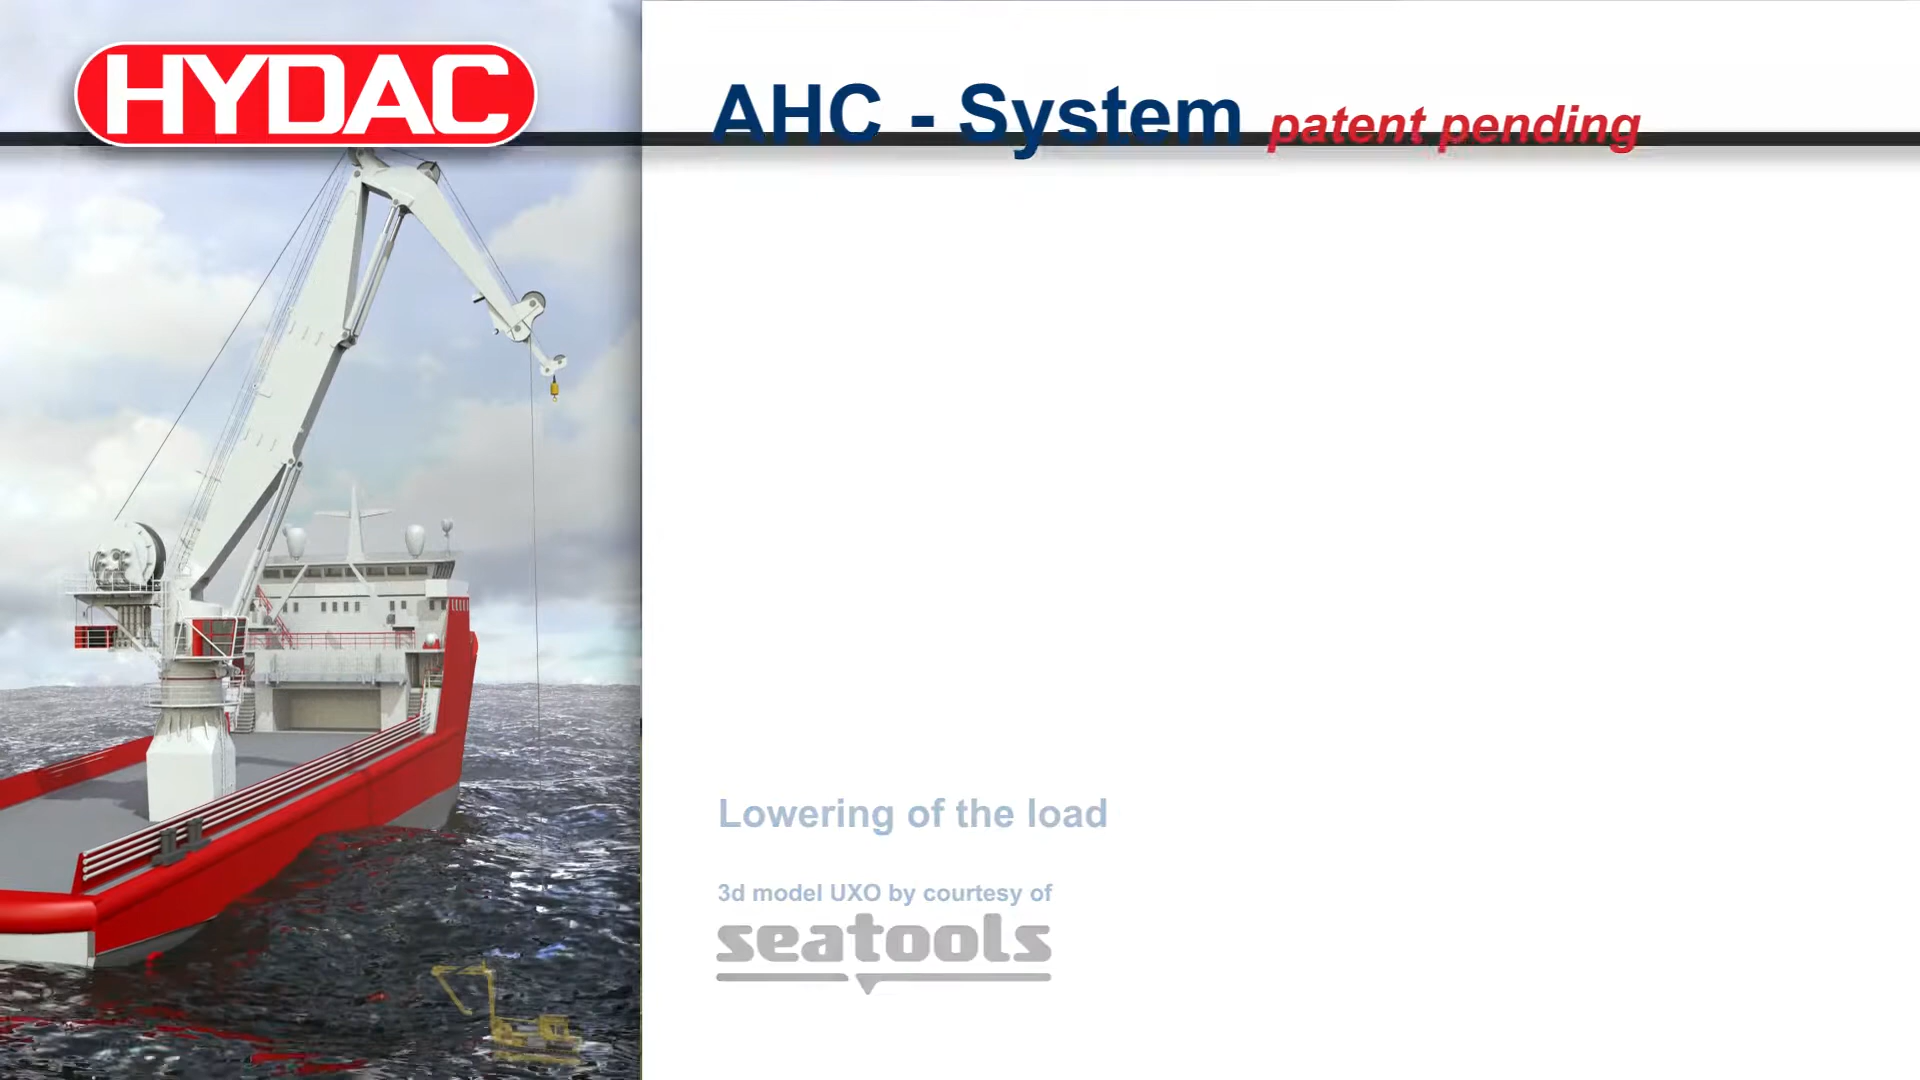 HYDAC
AHC - System patent pending
Lowering of the load
3d model UXO by courtesy of
seatools